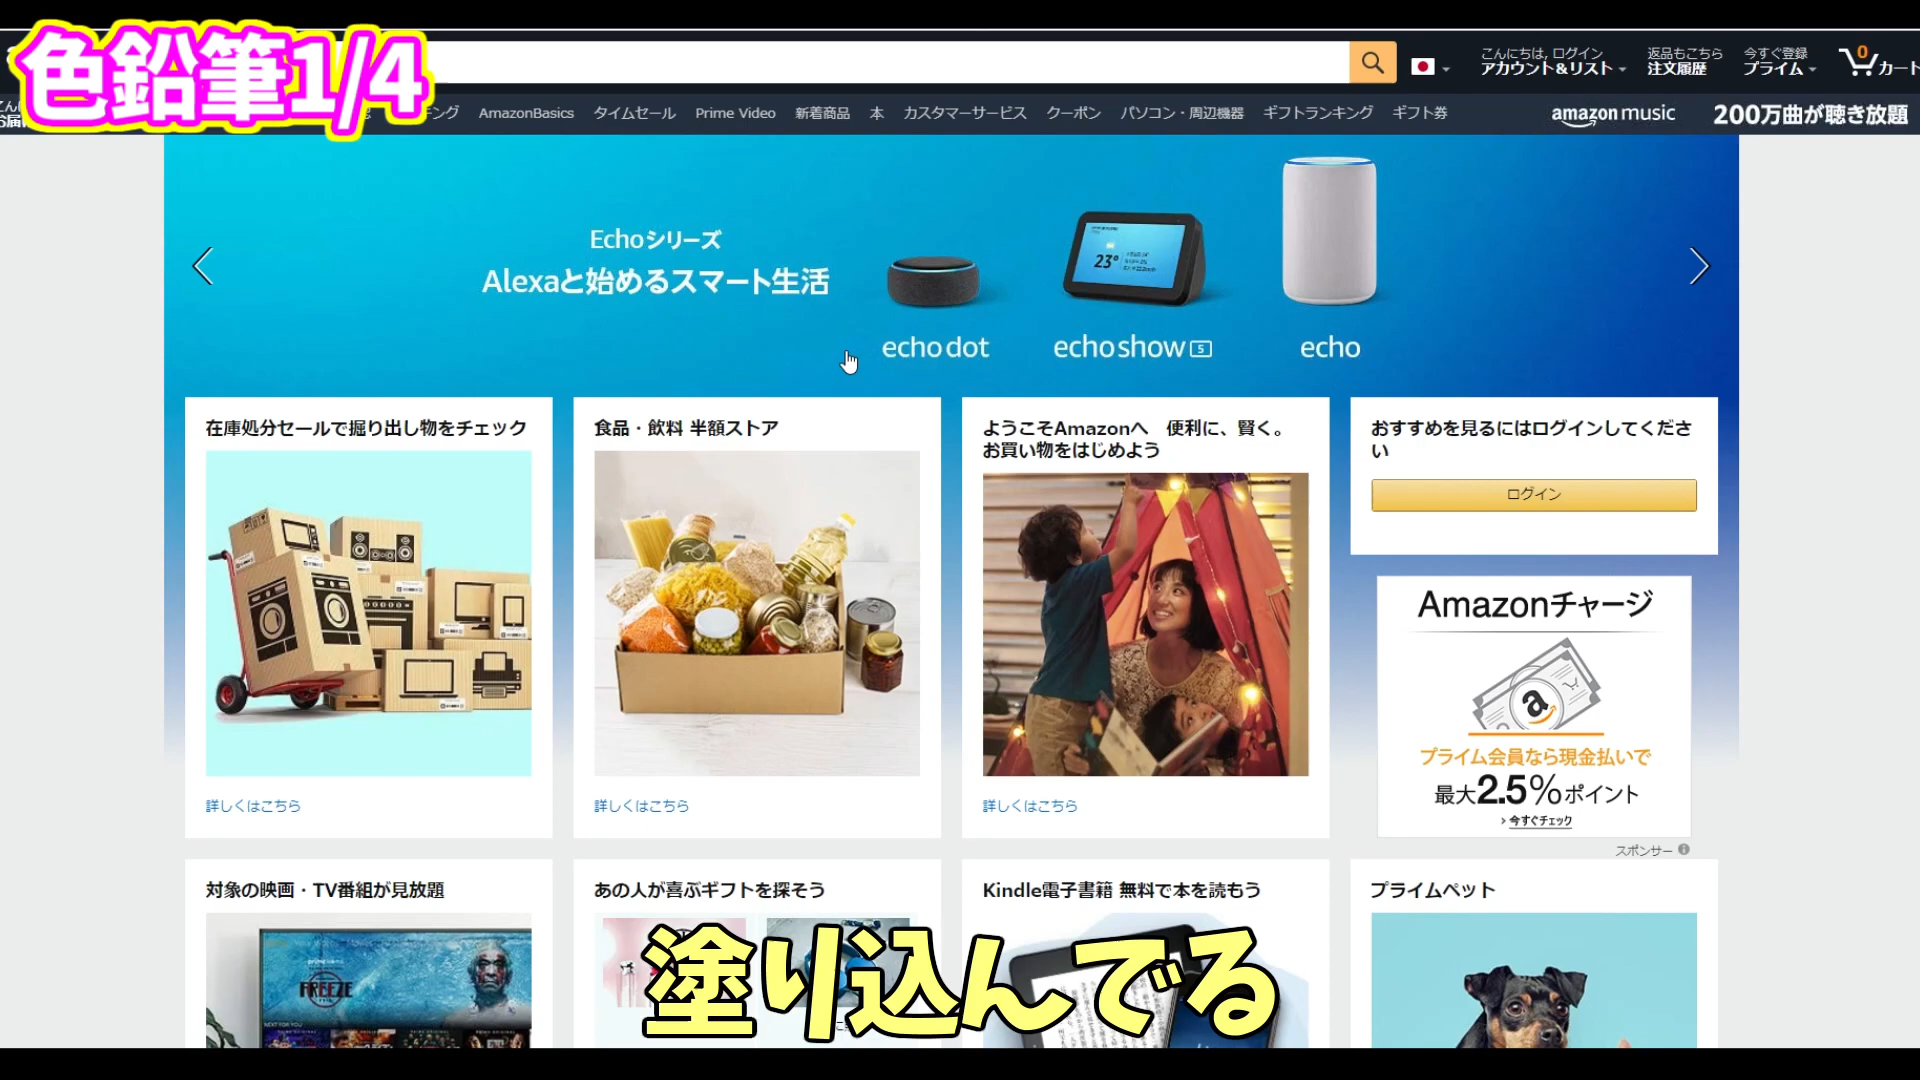 色鉛筆1/4
こんにちは, ログイン
アカウント&リスト
返品もこちら
注文履歴
今すぐ登録
プライム
0
カート
AmazonBasics
タイムセール
Prime Video
新着商品
本
カスタマーサービス
クーポン
パソコン・周辺機器
ギフトランキング
ギフト券
amazon music
200万曲が聴き放題
Echoシリーズ
Alexaと始めるスマート生活
23°
echo dot
echo show 5
echo
在庫処分セールで掘り出し物をチェック
詳しくはこちら
食品・飲料 半額ストア
詳しくはこちら
ようこそAmazonへ 便利に、賢く。
お買い物をはじめよう
詳しくはこちら
おすすめを見るにはログインしてくださ
い
ログイン
Amazonチャージ
a
プライム会員なら現金払いで
最大2.5%ポイント
› 今すぐチェック
スポンサー
対象の映画・TV番組が見放題
FREEZE
あの人が喜ぶギフトを探そう
Kindle電子書籍 無料で本を読もう
プライムペット
塗り込んでる